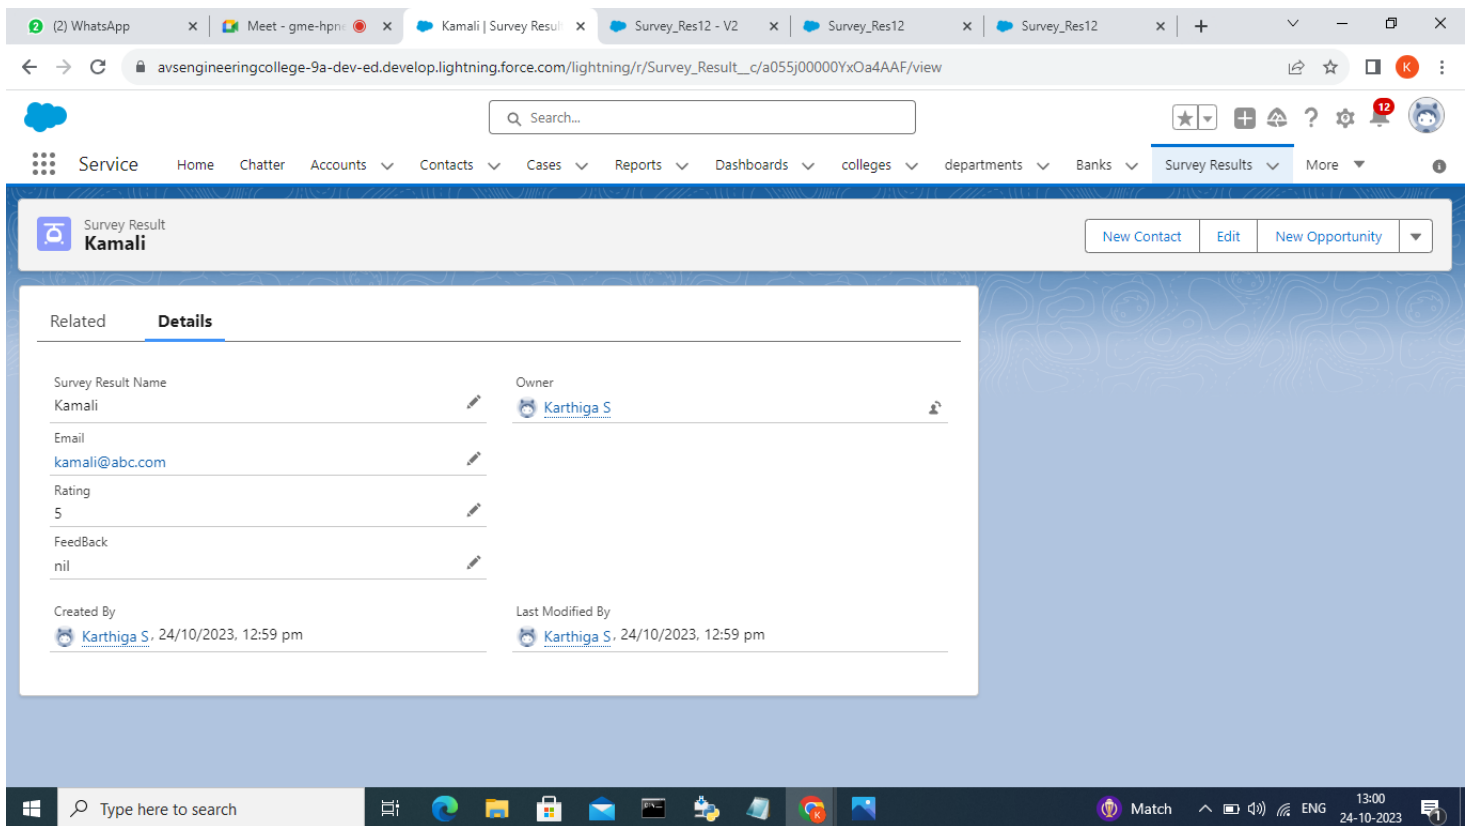 2 (2) WhatsApp Meet - gme-hpn Kamali | Survey Resul Survey_Res12 - V2 Survey_Res12 Survey_Res12
avsengineeringcollege-9a-dev-ed.develop.lightning.force.com/lightning/r/Survey_Result__c/a055j00000YxOa4AAF/view K
Search... 12
Service Home Chatter Accounts Contacts Cases Reports Dashboards colleges departments Banks Survey Results More
Survey Result
Kamali
New Contact Edit New Opportunity
Related Details
Survey Result Name
Kamali
Owner
Karthiga S
Email
kamali@abc.com
Rating
5
FeedBack
nil
Created By
Karthiga S, 24/10/2023, 12:59 pm
Last Modified By
Karthiga S, 24/10/2023, 12:59 pm
Type here to search Match ENG 13:00
24-10-2023 1